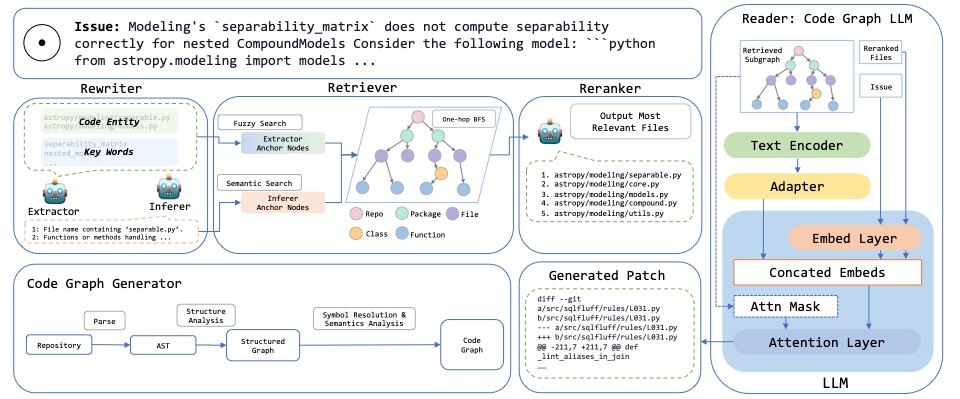 Issue: Modeling's `separability_matrix` does not compute separability
correctly for nested CompoundModels Consider the following model: ```python
from astropy.modeling import models ...
Rewriter
astropy/modeling/separable.py
Code Entity
astropy/modeling/models.py
separability_matrix
Key Words
...
Extractor
Inferer
1: File name containing ‘separable.py’.
2: Functions or methods handling ...
Retriever
Fuzzy Search
Extractor
Anchor Nodes
Semantic Search
Inferer
Anchor Nodes
One-hop BFS
Repo
Package
File
Class
Function
Reranker
Output Most
Relevant Files
1. astropy/modeling/separable.py
2. astropy/modeling/core.py
3. astropy/modeling/models.py
4. astropy/modeling/compound.py
5. astropy/modeling/utils.py
Code Graph Generator
Repository
Parse
AST
Structure
Analysis
Structured
Graph
Symbol Resolution &
Semantics Analysis
Code
Graph
Generated Patch
diff --git
a/src/sqlfluff/rules/L031.py
b/src/sqlfluff/rules/L031.py
--- a/src/sqlfluff/rules/L031.py
+++ b/src/sqlfluff/rules/L031.py
@@ -211,7 +211,7 @@ def
_lint_aliases_in_join
……
Reader: Code Graph LLM
Retrieved
Subgraph
Reranked
Files
Issue
Text Encoder
Adapter
Embed Layer
Concated Embeds
Attn Mask
Attention Layer
LLM